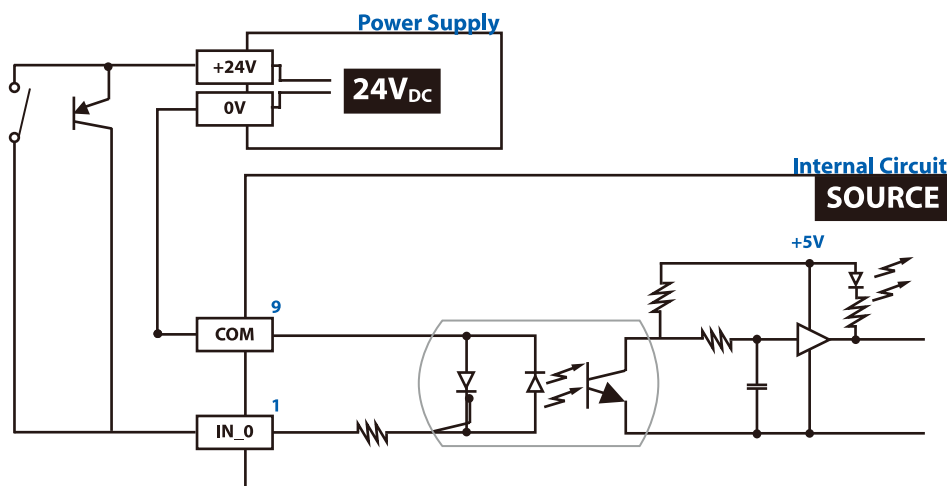 Power Supply
+24V
24VDC
0V
Internal Circuit
SOURCE
+5V
9
COM
1
IN_0